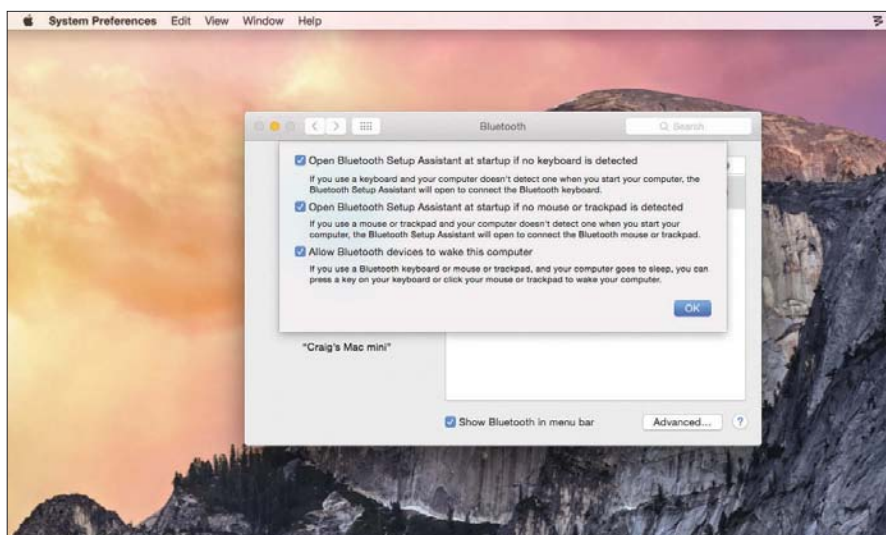 System Preferences Edit View Window Help
Bluetooth
Search
Open Bluetooth Setup Assistant at startup if no keyboard is detected
If you use a keyboard and your computer doesn't detect one when you start your computer, the
Bluetooth Setup Assistant will open to connect the Bluetooth keyboard.
Open Bluetooth Setup Assistant at startup if no mouse or trackpad is detected
If you use a mouse or trackpad and your computer doesn't detect one when you start your
computer, the Bluetooth Setup Assistant will open to connect the Bluetooth mouse or trackpad.
Allow Bluetooth devices to wake this computer
If you use a Bluetooth keyboard or mouse or trackpad, and your computer goes to sleep, you can
press a key on your keyboard or click your mouse or trackpad to wake your computer.
OK
"Craig's Mac mini"
Show Bluetooth in menu bar
Advanced...
?